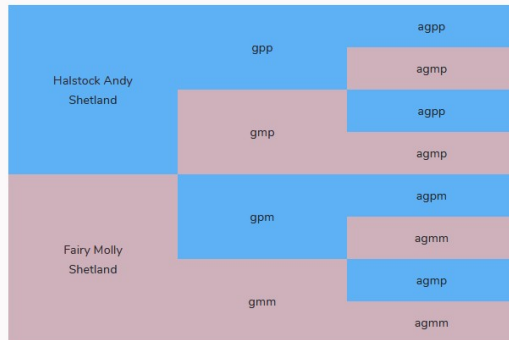 Halstock Andy
Shetland
gpp
agpp
agmp
gmp
agpp
agmp
Fairy Molly
Shetland
gpm
agpm
agmm
gmm
agmp
agmm